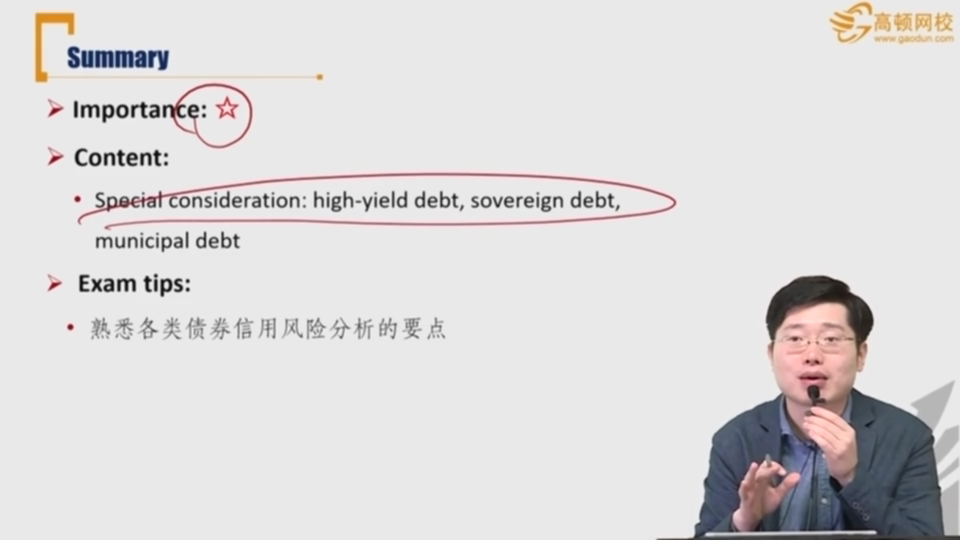 高顿网校
www.gaodun.com
Summary
Importance: ☆
Content:
Special consideration: high-yield debt, sovereign debt,
municipal debt
Exam tips:
熟悉各类债券信用风险分析的要点